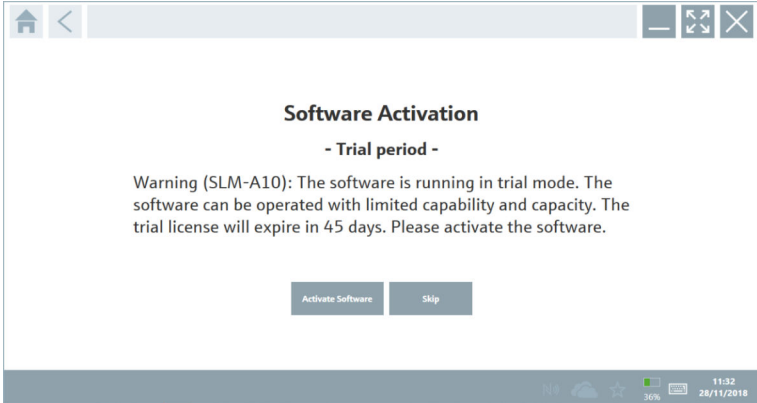 Software Activation
- Trial period -
Warning (SLM-A10): The software is running in trial mode. The
software can be operated with limited capability and capacity. The
trial license will expire in 45 days. Please activate the software.
Activate Software
Skip
36%
11:32
28/11/2018